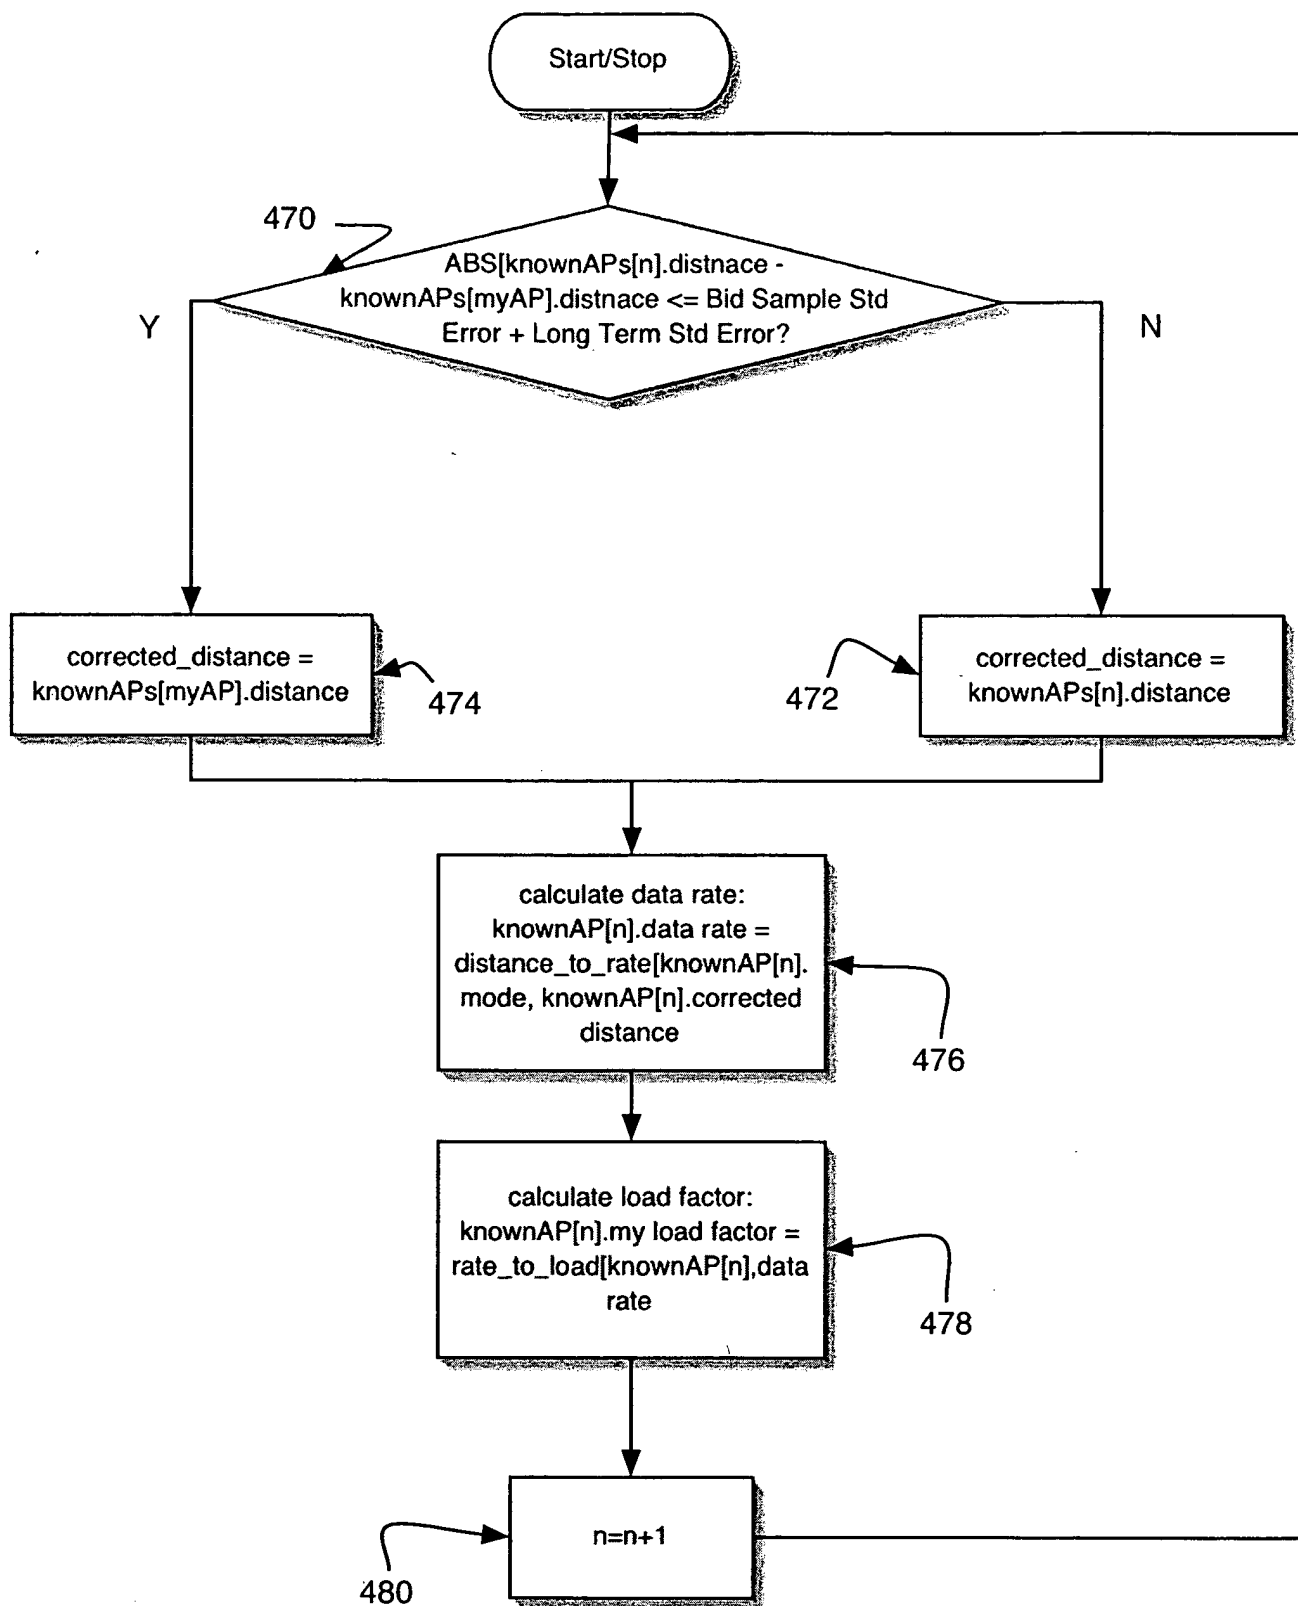 Start/Stop
470
ABS[knownAPs[n].distnace -
knownAPs[myAP].distnace <= Bid Sample Std
Error + Long Term Std Error?
Y
N
corrected_distance =
knownAPs[myAP].distance
474
472
corrected_distance =
knownAPs[n].distance
calculate data rate:
knownAP[n].data rate =
distance_to_rate[knownAP[n].
mode, knownAP[n].corrected
distance
476
calculate load factor:
knownAP[n].my load factor =
rate_to_load[knownAP[n],data
rate
478
n=n+1
480